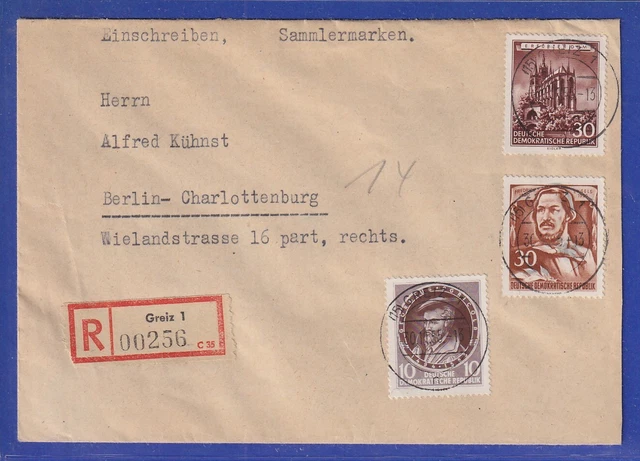 Einschreiben, Sammlermarken.
Herrn
Alfred Kühnst
Berlin- Charlottenburg
Wielandstrasse 16 part, rechts.
14
R
Greiz 1
00256
C 35
30
DEUTSCHE
DEMOKRATISCHE REPUBLIK
30
DEUTSCHE DEMOKRATISCHE REPUBLIK
10 10
DEUTSCHE
DEMOKRATISCHE REPUBLIK